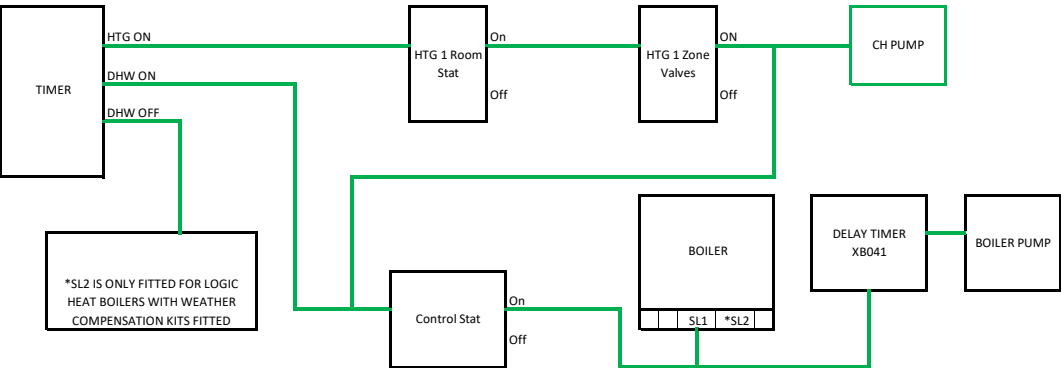 HTG ON
On
ON
CH PUMP
HTG 1 Room
Stat
HTG 1 Zone
Valves
DHW ON
TIMER
Off
Off
DHW OFF
BOILER
DELAY TIMER
XB041
BOILER PUMP
*SL2 IS ONLY FITTED FOR LOGIC
HEAT BOILERS WITH WEATHER
COMPENSATION KITS FITTED
On
Control Stat
SL1
*SL2
Off